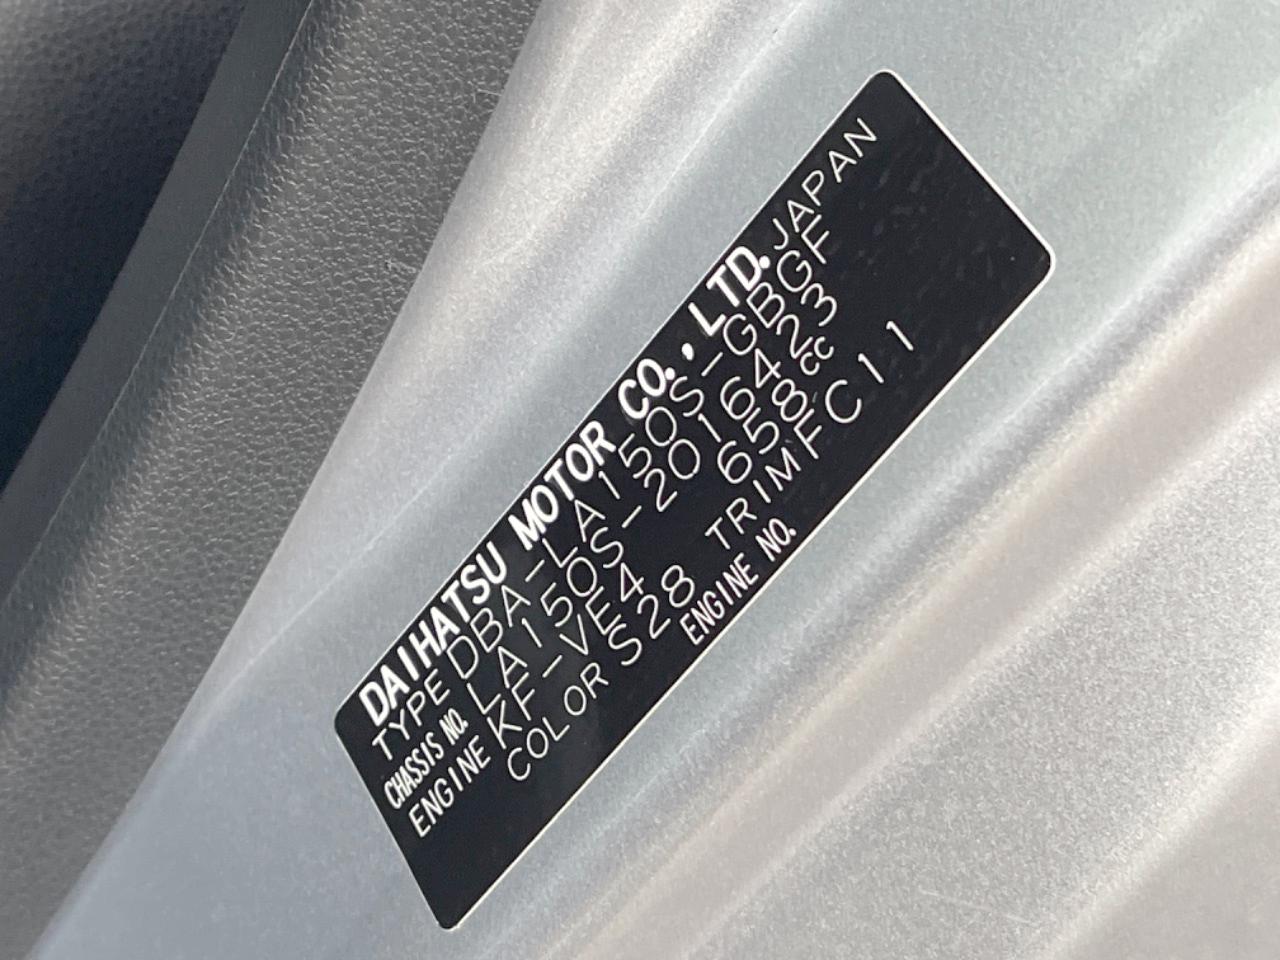 DAIHATSU MOTOR CO.,LTD. JAPAN
TYPE DBA-LA150S-GBGF
CHASSIS NO. LA150S-2016423
ENGINE KF-VE4 658cc
COLOR S28 TRIM FC11
ENGINE NO.